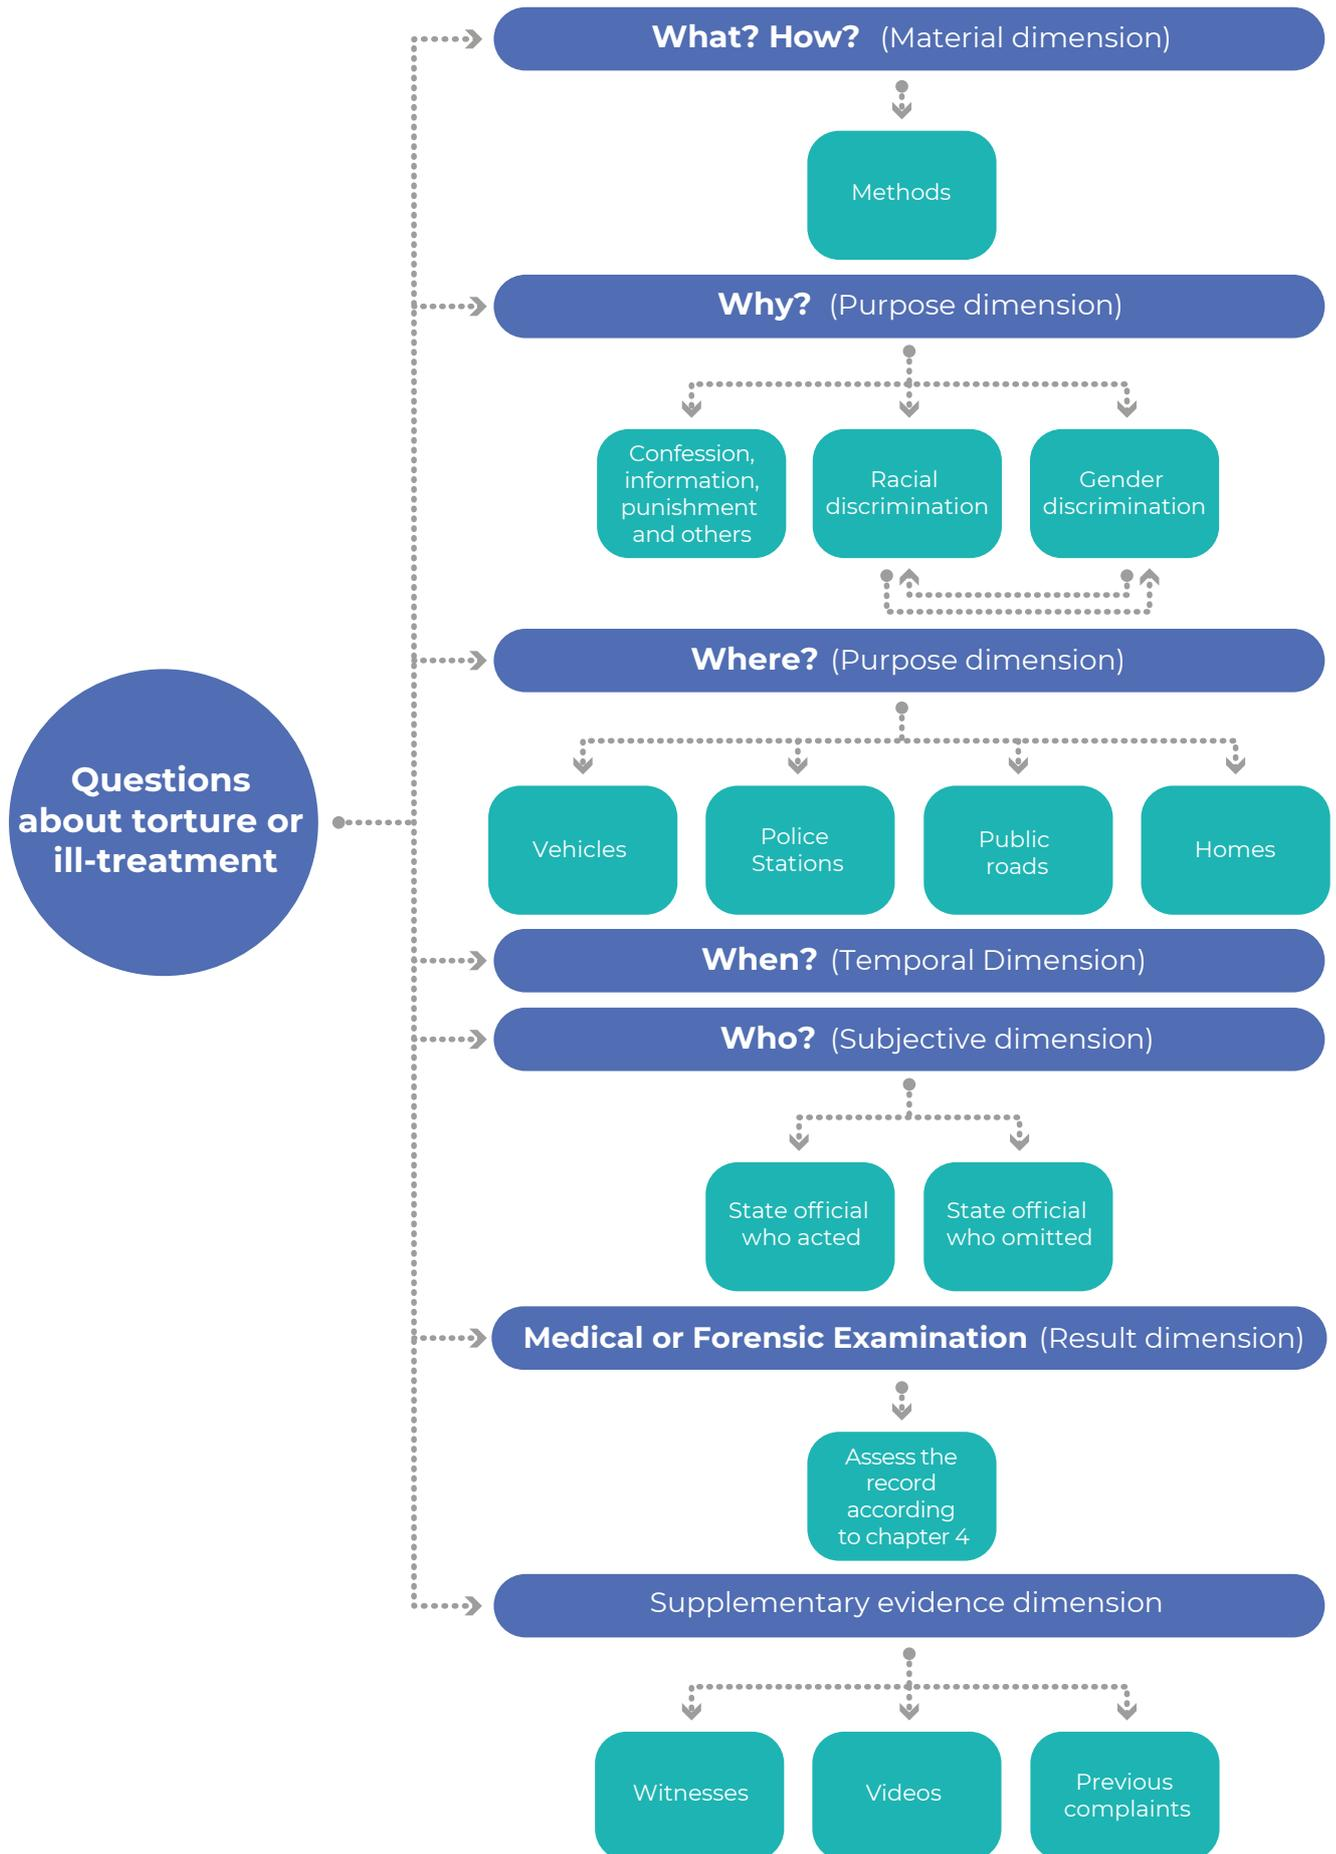 What? How? (Material dimension)
Methods
Why? (Purpose dimension)
Confession,
information,
punishment
and others
Racial
discrimination
Gender
discrimination
Where? (Purpose dimension)
Questions
about torture or
ill-treatment
Vehicles
Police
Stations
Public
roads
Homes
When? (Temporal Dimension)
Who? (Subjective dimension)
State official
who acted
State official
who omitted
Medical or Forensic Examination (Result dimension)
Assess the
record
according
to chapter 4
Supplementary evidence dimension
Witnesses
Videos
Previous
complaints